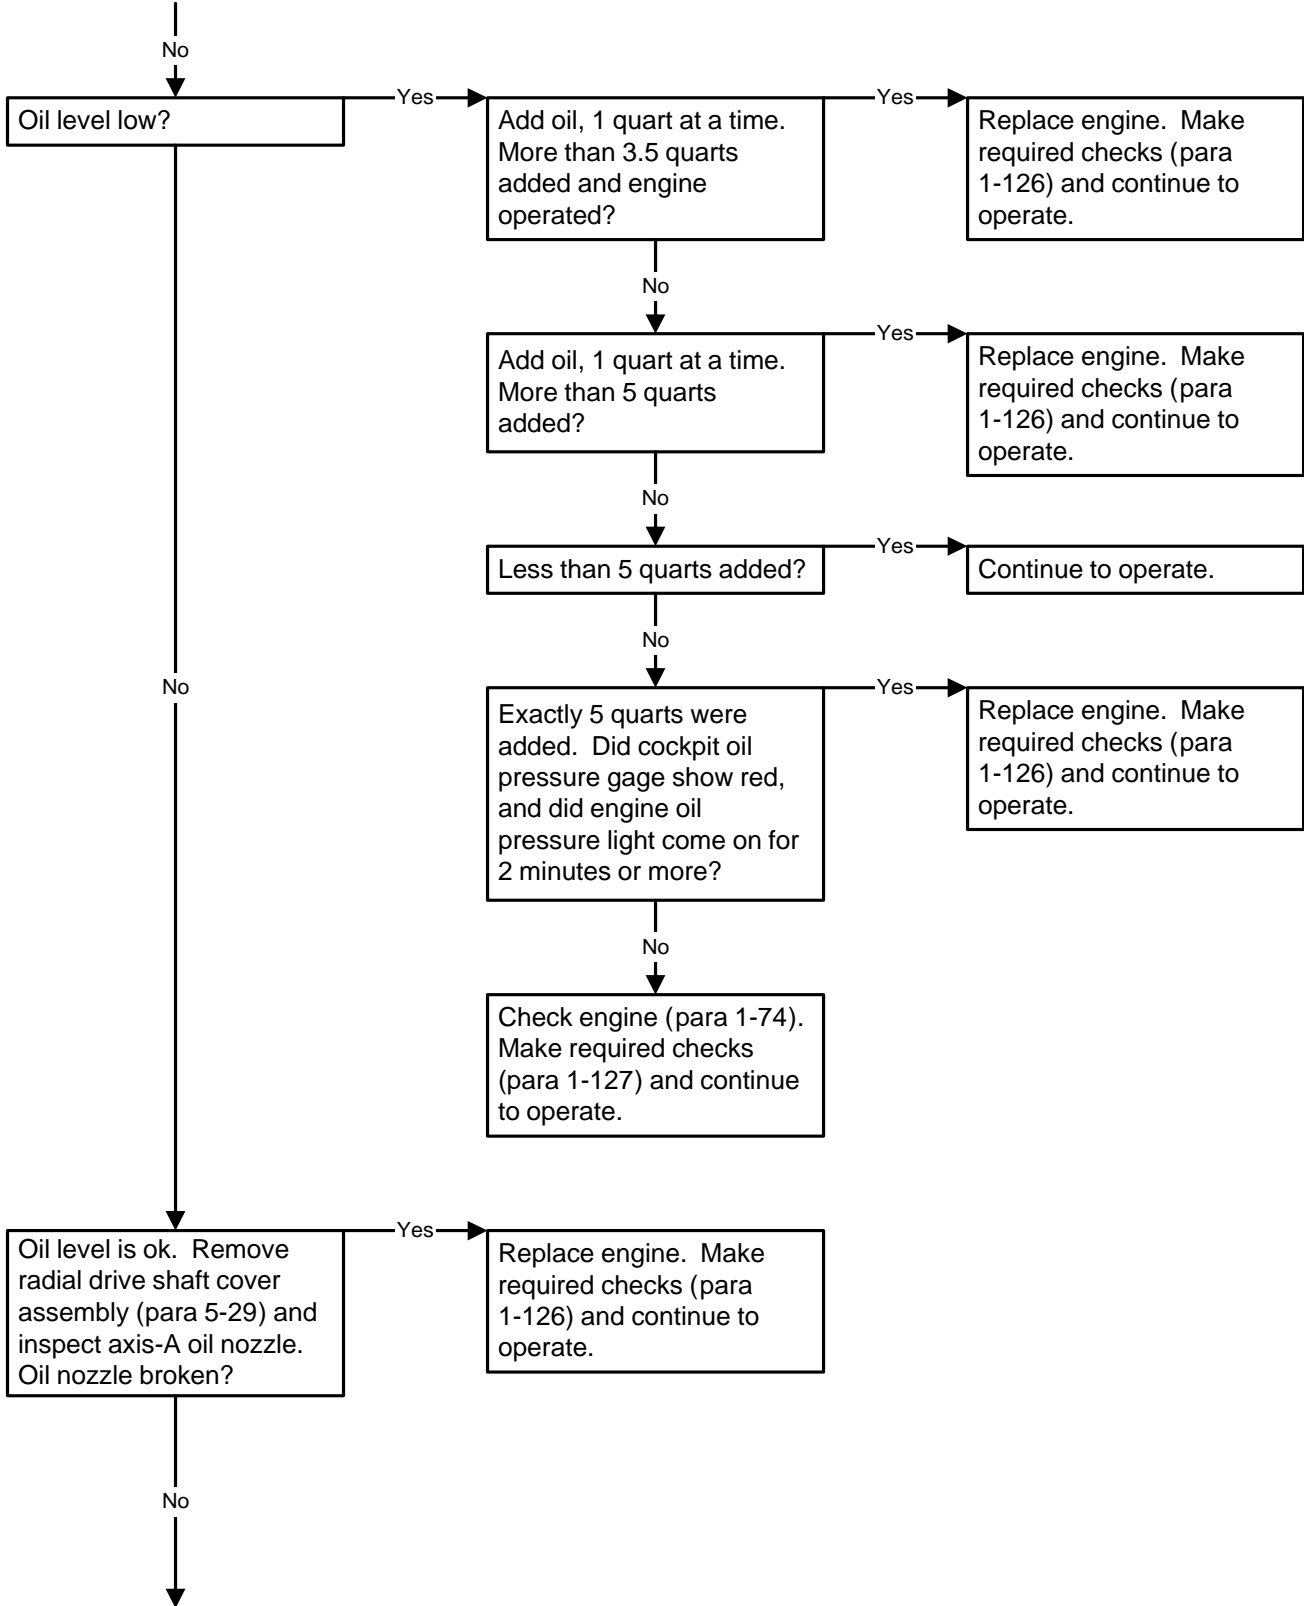 No
Oil level low?
Yes
Add oil, 1 quart at a time.
More than 3.5 quarts
added and engine
operated?
Yes
Replace engine.  Make
required checks (para
1-126) and continue to
operate.
No
Add oil, 1 quart at a time.
More than 5 quarts
added?
Yes
Replace engine.  Make
required checks (para
1-126) and continue to
operate.
No
Less than 5 quarts added?
Yes
Continue to operate.
No
Exactly 5 quarts were
added.  Did cockpit oil
pressure gage show red,
and did engine oil
pressure light come on for
2 minutes or more?
Yes
Replace engine.  Make
required checks (para
1-126) and continue to
operate.
No
Check engine (para 1-74).
Make required checks
(para 1-127) and continue
to operate.
No
Oil level is ok.  Remove
radial drive shaft cover
assembly (para 5-29) and
inspect axis-A oil nozzle.
Oil nozzle broken?
Yes
Replace engine.  Make
required checks (para
1-126) and continue to
operate.
No